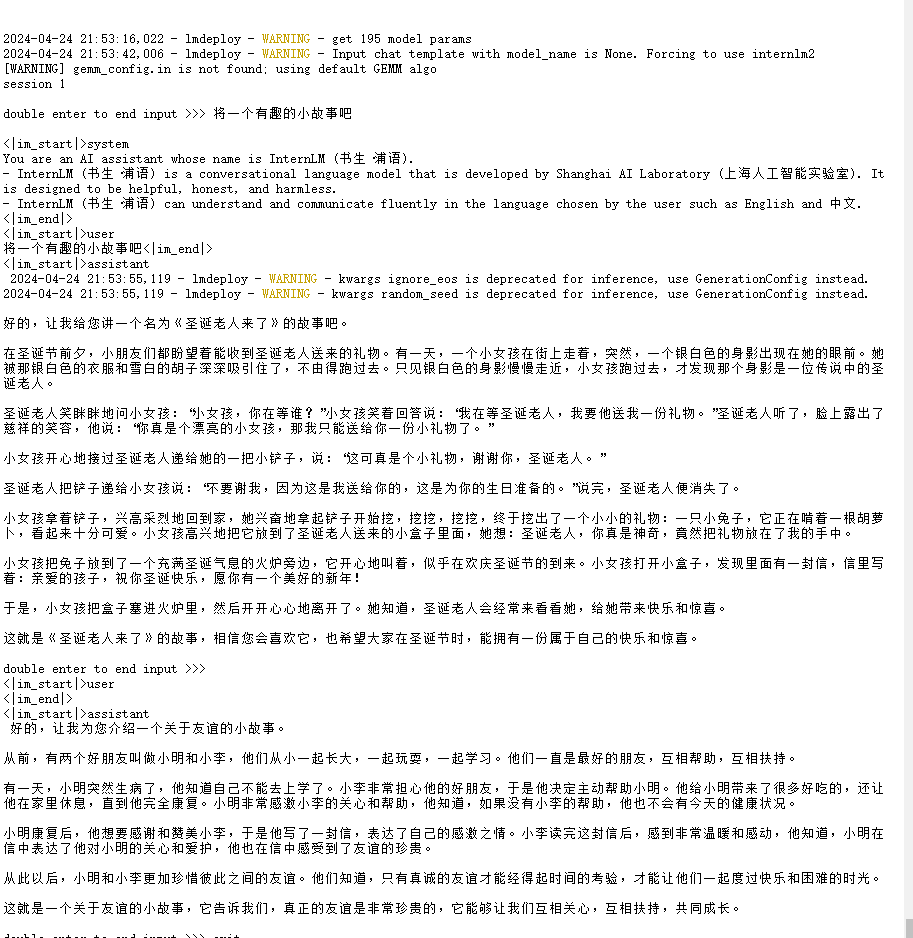 2024-04-24 21:53:16,022 - lmdeploy - WARNING - get 195 model params
2024-04-24 21:53:42,006 - lmdeploy - WARNING - Input chat template with model_name is None. Forcing to use internlm2
[WARNING] gemm_config.in is not found; using default GEMM algo
session 1
double enter to end input >>> 将一个有趣的小故事吧
<|im_start|>system
You are an AI assistant whose name is InternLM (书生·浦语).
- InternLM (书生·浦语) is a conversational language model that is developed by Shanghai AI Laboratory (上海人工智能实验室). It
is designed to be helpful, honest, and harmless.
- InternLM (书生·浦语) can understand and communicate fluently in the language chosen by the user such as English and 中文.
<|im_end|>
<|im_start|>user
将一个有趣的小故事吧<|im_end|>
<|im_start|>assistant
2024-04-24 21:53:55,119 - lmdeploy - WARNING - kwargs ignore_eos is deprecated for inference, use GenerationConfig instead.
2024-04-24 21:53:55,119 - lmdeploy - WARNING - kwargs random_seed is deprecated for inference, use GenerationConfig instead.
好的，让我给您讲一个名为《圣诞老人来了》的故事吧。
在圣诞节前夕，小朋友们都盼望着能收到圣诞老人送来的礼物。有一天，一个小女孩在街上走着，突然，一个银白色的身影出现在她的眼前。她
被那银白色的衣服和雪白的胡子深深吸引住了，不由得跑过去。只见银白色的身影慢慢走近，小女孩跑过去，才发现那个身影是一位传说中的圣
诞老人。
圣诞老人笑眯眯地问小女孩：“小女孩，你在等谁？”小女孩笑着回答说：“我在等圣诞老人，我要他送我一份礼物。”圣诞老人听了，脸上露出了
慈祥的笑容，他说：“你真是个漂亮的小女孩，那我只能送给你一份小礼物了。”
小女孩开心地接过圣诞老人递给她的一把小铲子，说：“这可真是个小礼物，谢谢你，圣诞老人。”
圣诞老人把铲子递给小女孩说：“不要谢我，因为这是我送给你的，这是为你的生日准备的。”说完，圣诞老人便消失了。
小女孩拿着铲子，兴高采烈地回到家，她兴奋地拿起铲子开始挖，挖挖，挖挖，终于挖出了一个小小的礼物：一只小兔子，它正在啃着一根胡萝
卜，看起来十分可爱。小女孩高兴地把它放到了圣诞老人送来的小盒子里面，她想：圣诞老人，你真是神奇，竟然把礼物放在了我的手中。
小女孩把兔子放到了一个充满圣诞气息的火炉旁边，它开心地叫着，似乎在欢庆圣诞节的到来。小女孩打开小盒子，发现里面有一封信，信里写
着：亲爱的孩子，祝你圣诞快乐，愿你有一个美好的新年！
于是，小女孩把盒子塞进火炉里，然后开开心心地离开了。她知道，圣诞老人会经常来看看她，给她带来快乐和惊喜。
这就是《圣诞老人来了》的故事，相信您会喜欢它，也希望大家在圣诞节时，能拥有一份属于自己的快乐和惊喜。
double enter to end input >>>
<|im_start|>user
<|im_end|>
<|im_start|>assistant
好的，让我为您介绍一个关于友谊的小故事。
从前，有两个好朋友叫做小明和小李，他们从小一起长大，一起玩耍，一起学习。他们一直是最好的朋友，互相帮助，互相扶持。
有一天，小明突然生病了，他知道自己不能去上学了。小李非常担心他的好朋友，于是他决定主动帮助小明。他给小明带来了很多好吃的，还让
他在家里休息，直到他完全康复。小明非常感激小李的关心和帮助，他知道，如果没有小李的帮助，他也不会有今天的健康状况。
小明康复后，他想要感谢和赞美小李，于是他写了一封信，表达了自己的感激之情。小李读完这封信后，感到非常温暖和感动，他知道，小明在
信中表达了他对小明的关心和爱护，他也在信中感受到了友谊的珍贵。
从此以后，小明和小李更加珍惜彼此之间的友谊。他们知道，只有真诚的友谊才能经得起时间的考验，才能让他们一起度过快乐和困难的时光。
这就是一个关于友谊的小故事，它告诉我们，真正的友谊是非常珍贵的，它能够让我们互相关心，互相扶持，共同成长。
double enter to end input >>> exit